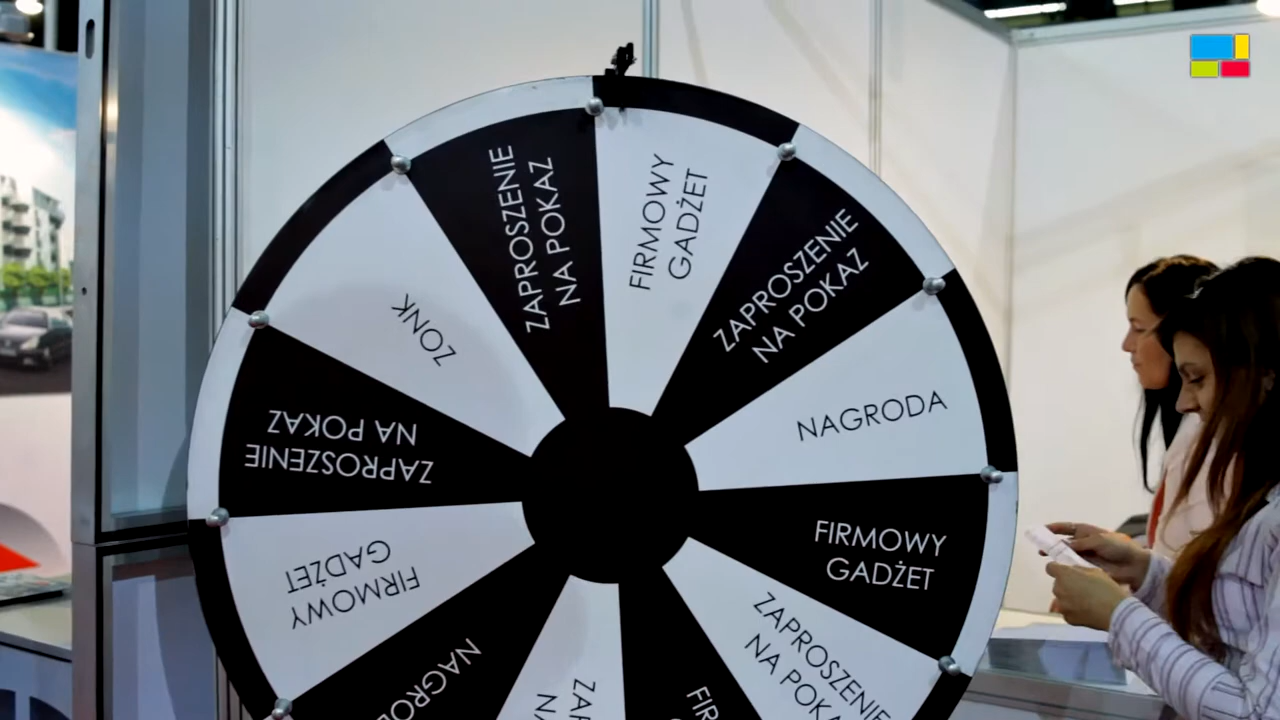 ZAPROSZENIE
NA POKAZ
FIRMOWY
GADŻET
ZAPROSZENIE
NA POKAZ
NAGRODA
FIRMOWY
GADŻET
ZAPROSZENIE
NA POKA
FIRMOWY
GADŻET
ZAPROSZENIE
NA POKAZ
ZONK